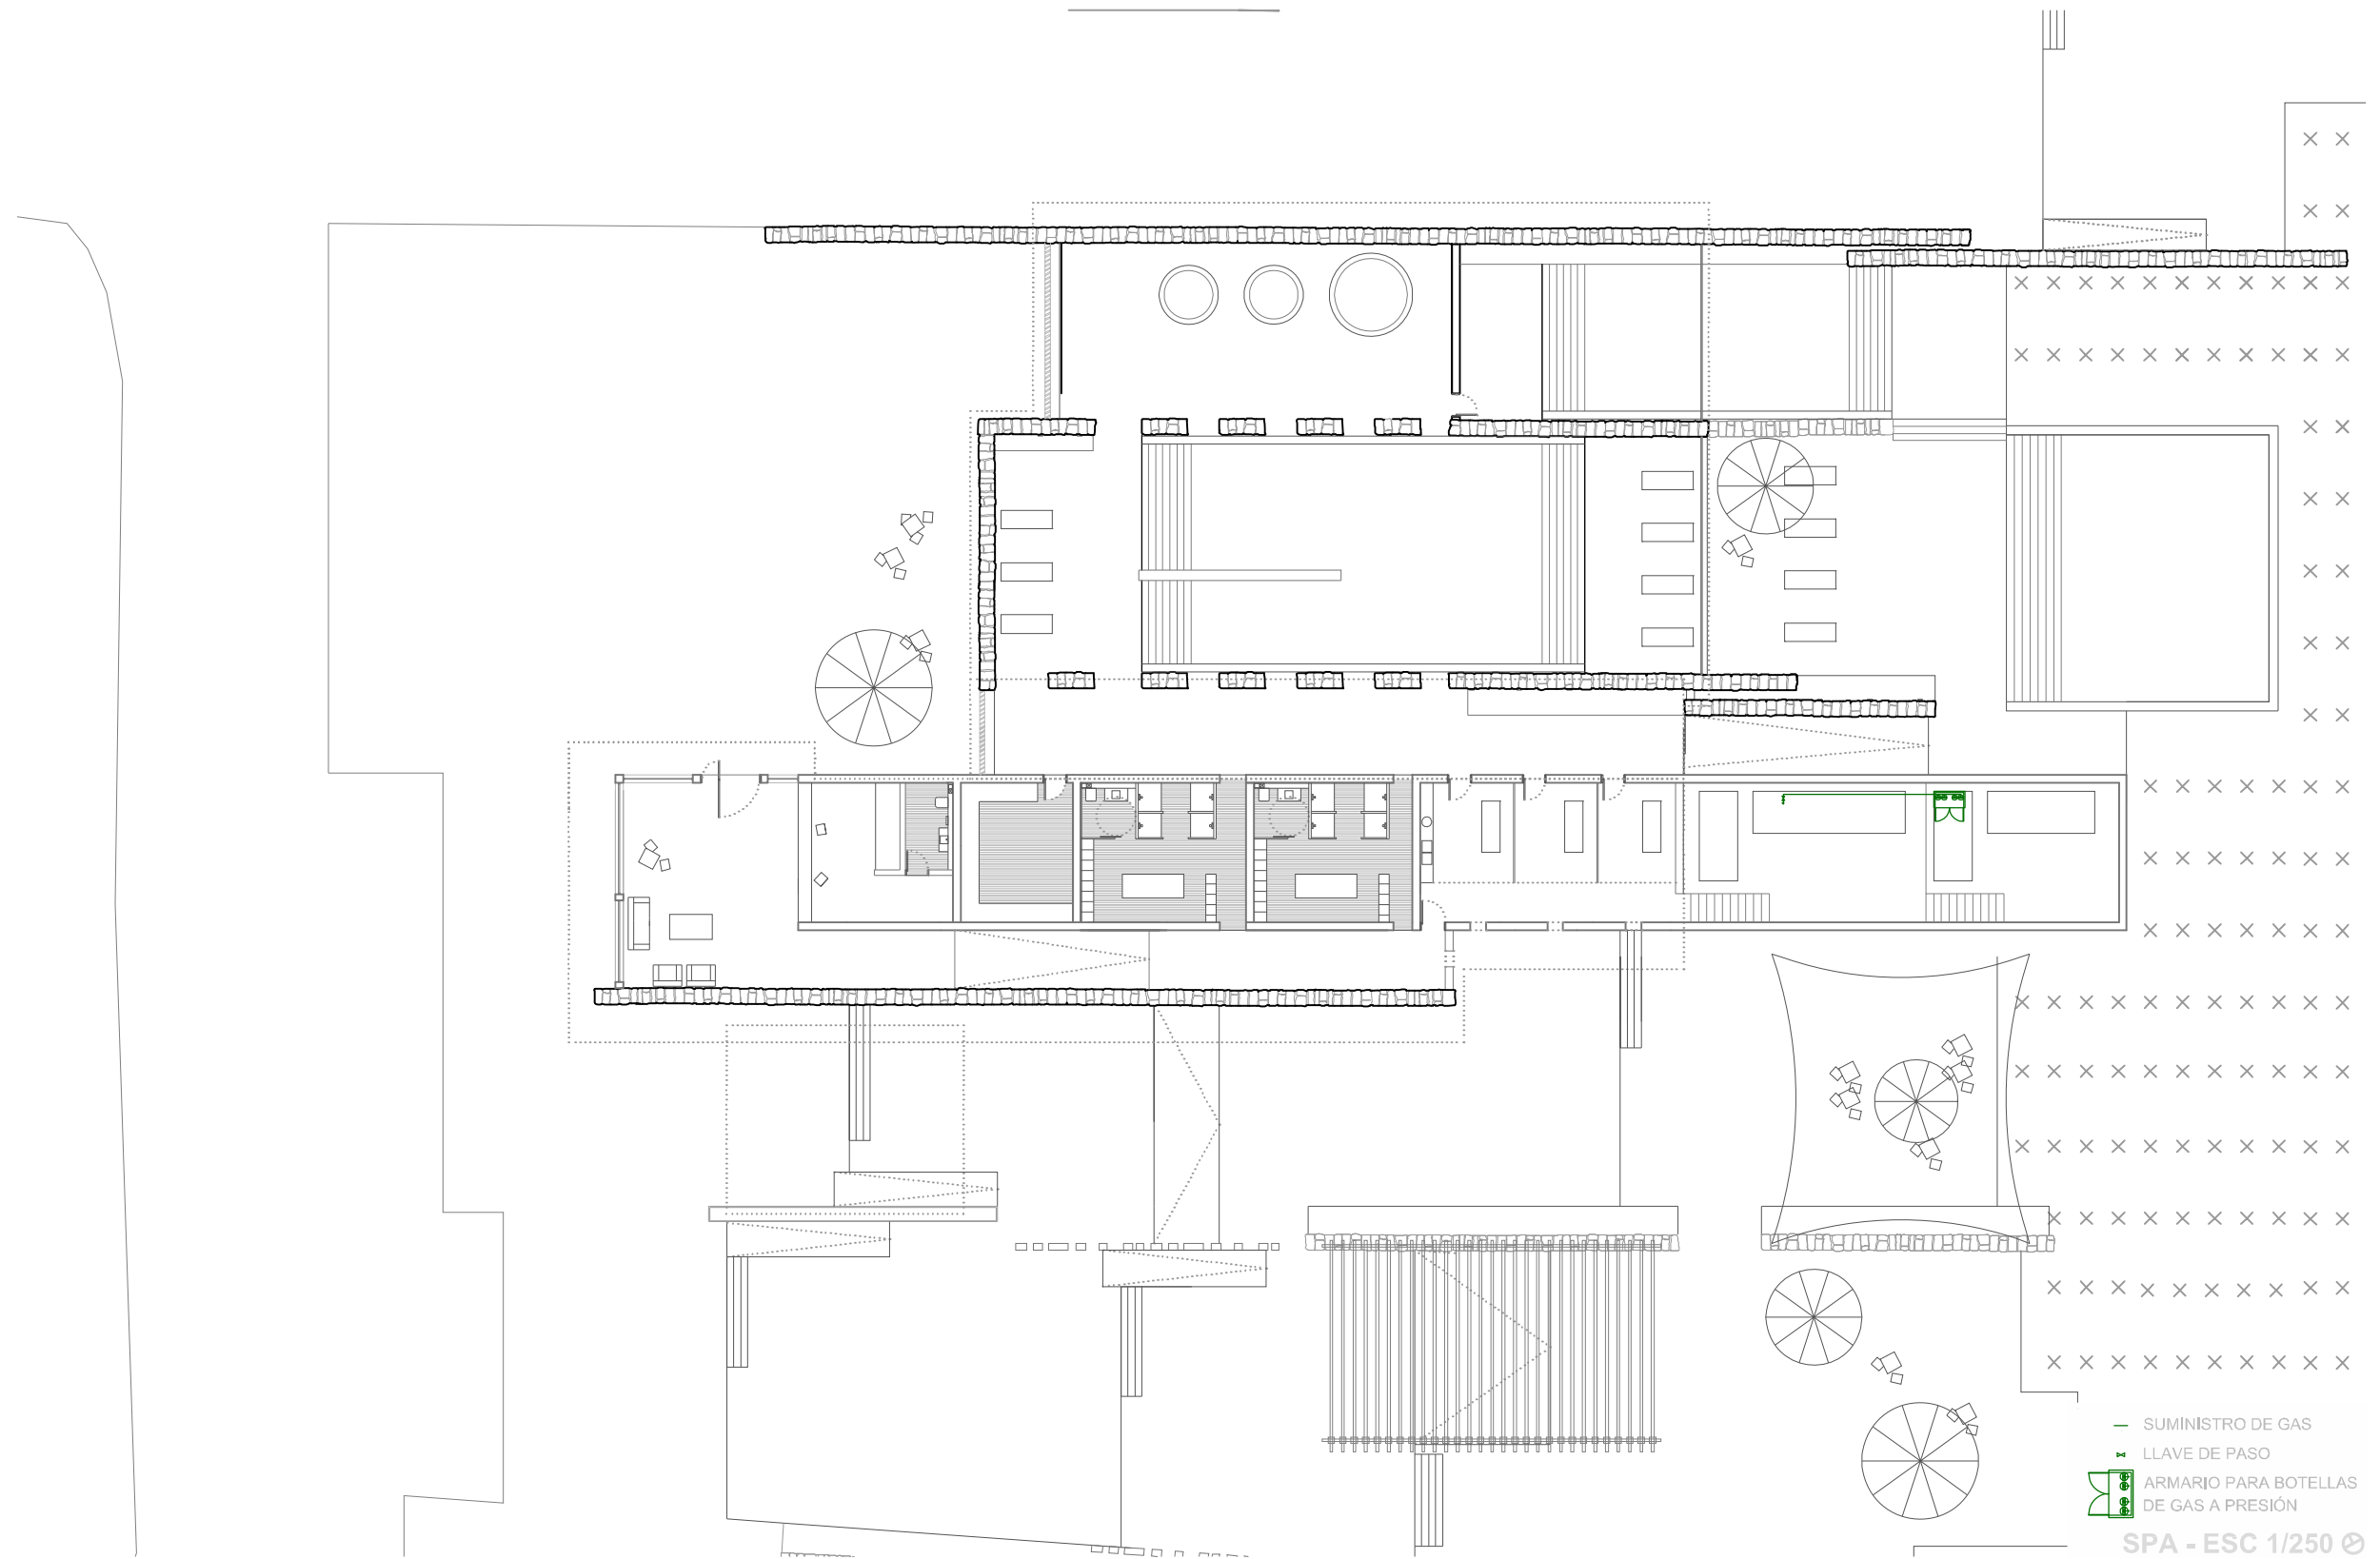 SUMINISTRO DE GAS
LLAVE DE PASO
ARMARIO PARA BOTELLAS
DE GAS A PRESIÓN
SPA - ESC 1/250